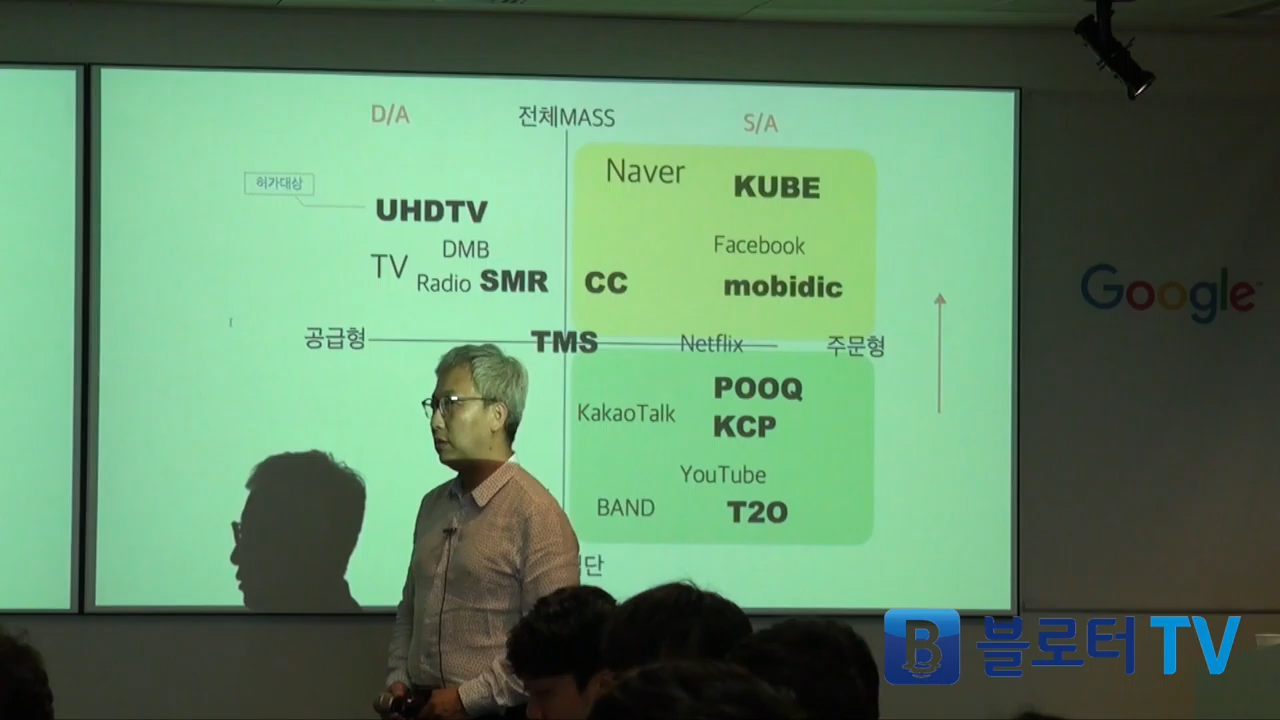 D/A
전체MASS
S/A
허가대상
Naver
KUBE
UHDTV
DMB
Facebook
TV
Radio
SMR
CC
mobidic
Google
공급형
TMS
Netflix
주문형
POOQ
KakaoTalk
KCP
YouTube
BAND
T2O
단
B
블로터TV